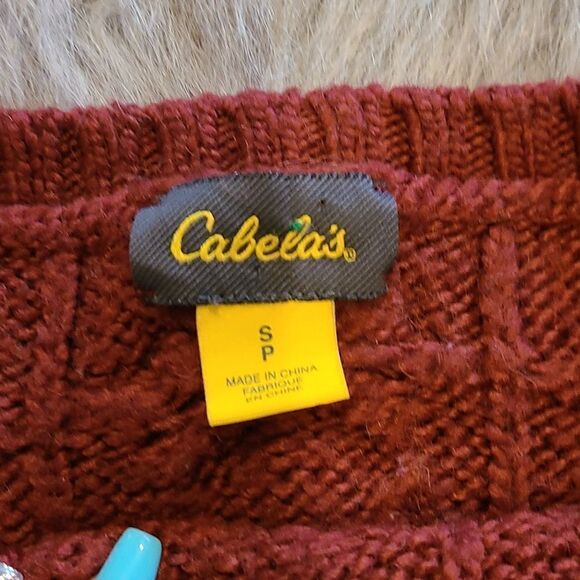 Cabela's®
S
P
MADE IN CHINA
FABRIQUE
EN CHINE